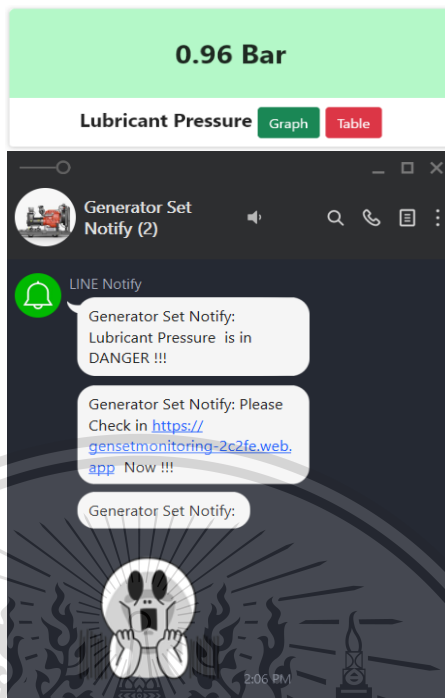 0.96 Bar
Lubricant Pressure Graph Table
Generator Set
Notify (2)
LINE Notify
Generator Set Notify:
Lubricant Pressure is in
DANGER !!!
Generator Set Notify: Please
Check in https://
gensetmonitoring-2c2fe.web.
app Now !!!
Generator Set Notify:
2:06 PM